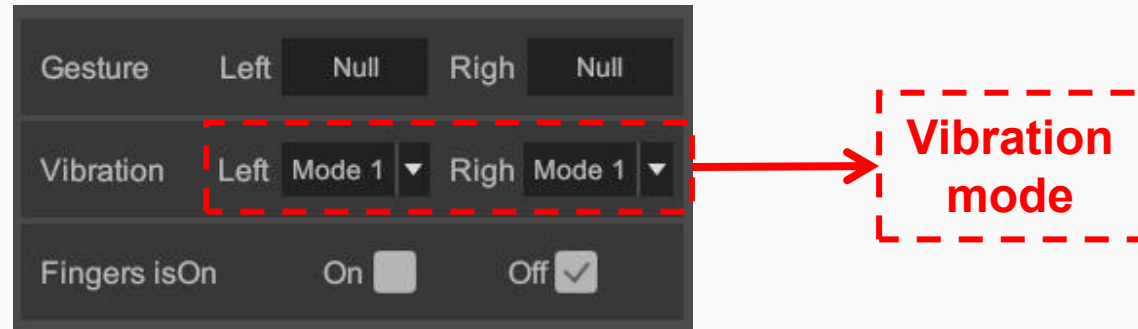 Gesture Left Null Righ Null
Vibration Left Mode 1 Righ Mode 1
Fingers isOn On Off
Vibration
mode